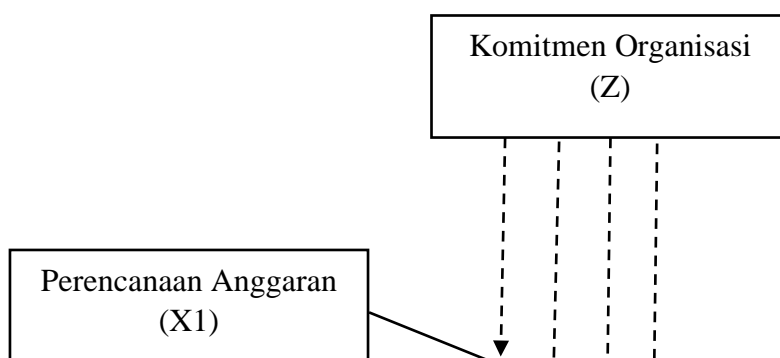 Komitmen Organisasi
(Z)
Perencanaan Anggaran
(X1)